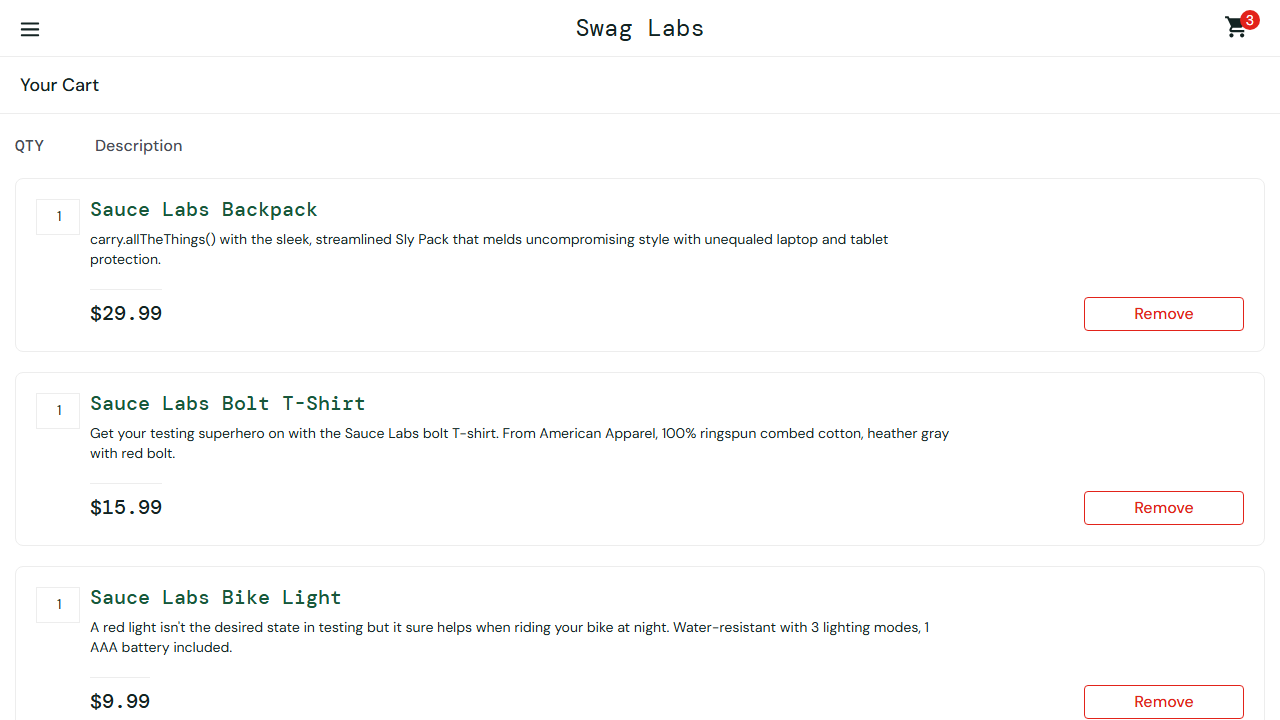 Swag Labs
3
Your Cart
QTY Description
1
Sauce Labs Backpack
carry.allTheThings() with the sleek, streamlined Sly Pack that melds uncompromising style with unequaled laptop and tablet
protection.
$29.99
Remove
1
Sauce Labs Bolt T-Shirt
Get your testing superhero on with the Sauce Labs bolt T-shirt. From American Apparel, 100% ringspun combed cotton, heather gray
with red bolt.
$15.99
Remove
1
Sauce Labs Bike Light
A red light isn't the desired state in testing but it sure helps when riding your bike at night. Water-resistant with 3 lighting modes, 1
AAA battery included.
$9.99
Remove